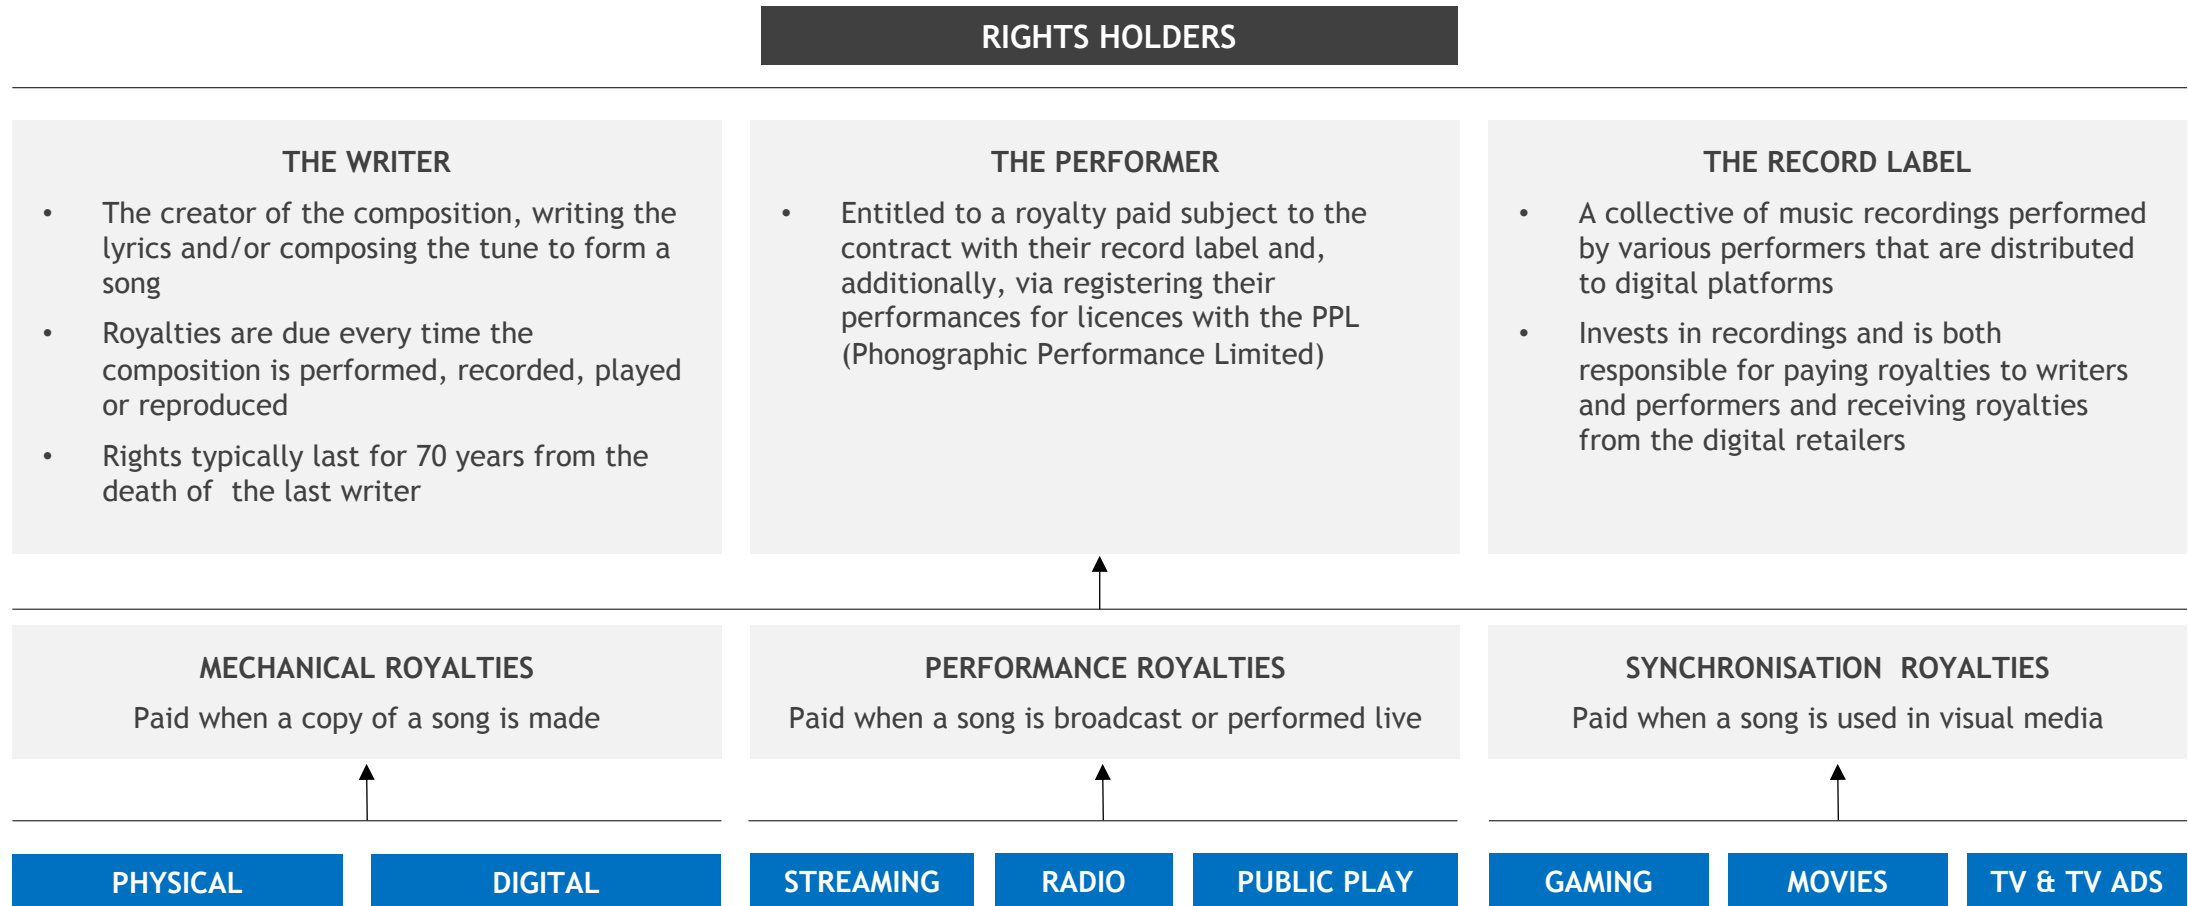 RIGHTS HOLDERS
THE WRITER
• The creator of the composition, writing the
lyrics and/or composing the tune to form a
song
• Royalties are due every time the
composition is performed, recorded, played
or reproduced
• Rights typically last for 70 years from the
death of  the last writer
THE PERFORMER
• Entitled to a royalty paid subject to the
contract with their record label and,
additionally, via registering their
performances for licences with the PPL
(Phonographic Performance Limited)
THE RECORD LABEL
• A collective of music recordings performed
by various performers that are distributed
to digital platforms
• Invests in recordings and is both
responsible for paying royalties to writers
and performers and receiving royalties
from the digital retailers
MECHANICAL ROYALTIES
Paid when a copy of a song is made
PERFORMANCE ROYALTIES
Paid when a song is broadcast or performed live
SYNCHRONISATION  ROYALTIES
Paid when a song is used in visual media
PHYSICAL
DIGITAL
STREAMING
RADIO
PUBLIC PLAY
GAMING
MOVIES
TV & TV ADS